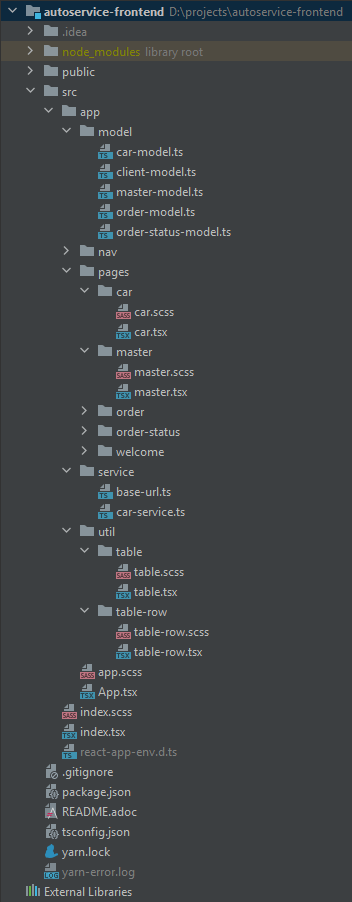 autoservice-frontend D:\projects\autoservice-frontend
.idea
node_modules library root
public
src
app
model
car-model.ts
client-model.ts
master-model.ts
order-model.ts
order-status-model.ts
nav
pages
car
car.scss
car.tsx
master
master.scss
master.tsx
order
order-status
welcome
service
base-url.ts
car-service.ts
util
table
table.scss
table.tsx
table-row
table-row.scss
table-row.tsx
app.scss
App.tsx
index.scss
index.tsx
react-app-env.d.ts
.gitignore
package.json
README.adoc
tsconfig.json
yarn.lock
yarn-error.log
External Libraries